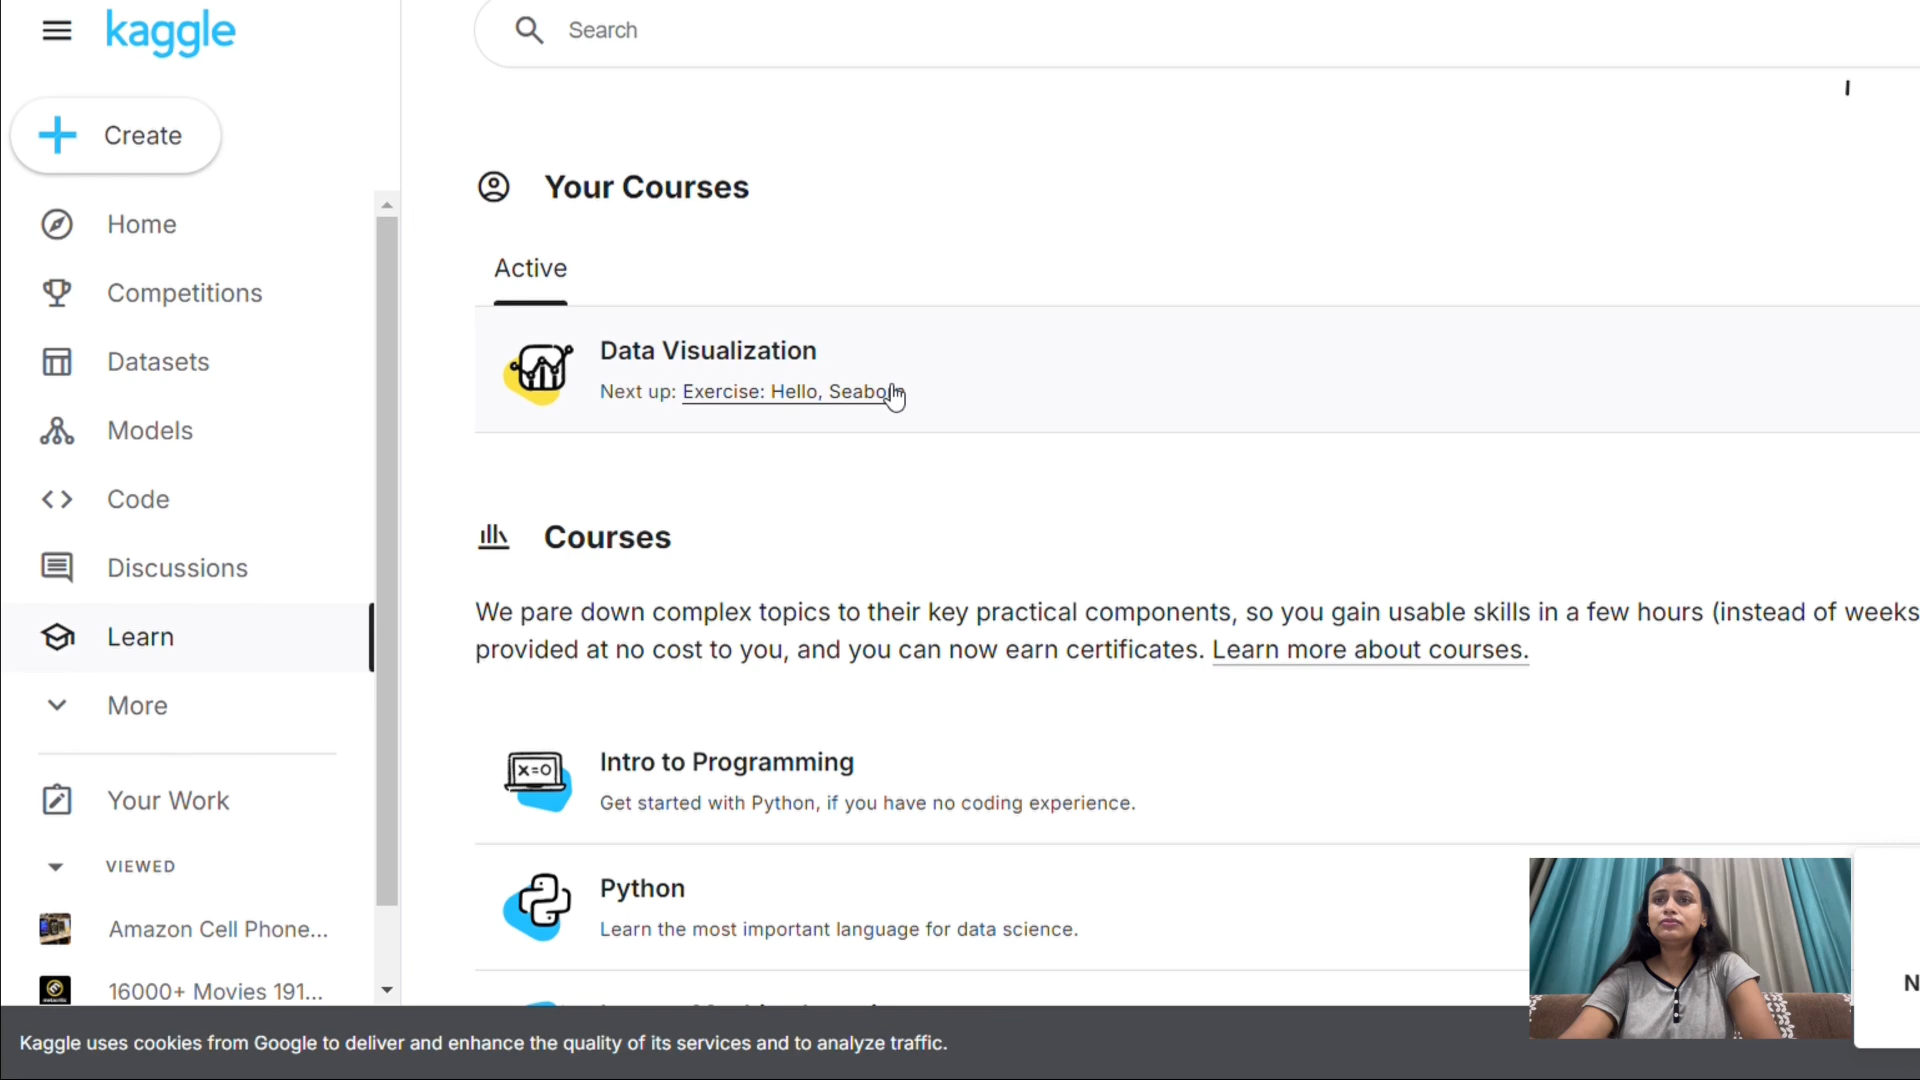 kaggle
Search
Create
Home
Competitions
Datasets
Models
Code
Discussions
Learn
More
Your Work
VIEWED
Amazon Cell Phone...
16000+ Movies 191...
Your Courses
Active
Data Visualization
Next up: Exercise: Hello,
Courses
We pare down complex topics to their key practical components, so you gain usable skills in a few hours (instead of weeks
provided at no cost to you, and you can now earn certificates. Learn more about courses.
Intro to Programming
X=0
Get started with Python, if you have no coding experience.
Python
Learn the most important language for data science.
N
Kaggle uses cookies from Google to deliver and enhance the quality of its services and to analyze traffic.